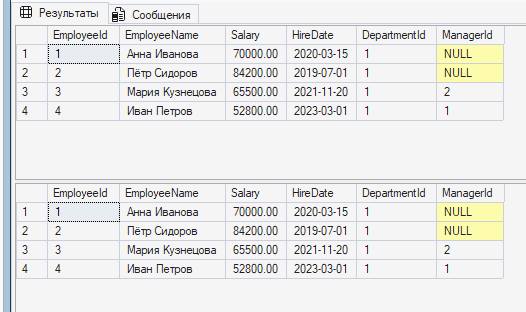 Результаты Сообщения
EmployeeId EmployeeName Salary HireDate DepartmentId ManagerId
1 1 Анна Иванова 70000.00 2020-03-15 1 NULL
2 2 Пётр Сидоров 84200.00 2019-07-01 1 NULL
3 3 Мария Кузнецова 65500.00 2021-11-20 1 2
4 4 Иван Петров 52800.00 2023-03-01 1 1
EmployeeId EmployeeName Salary HireDate DepartmentId ManagerId
1 1 Анна Иванова 70000.00 2020-03-15 1 NULL
2 2 Пётр Сидоров 84200.00 2019-07-01 1 NULL
3 3 Мария Кузнецова 65500.00 2021-11-20 1 2
4 4 Иван Петров 52800.00 2023-03-01 1 1